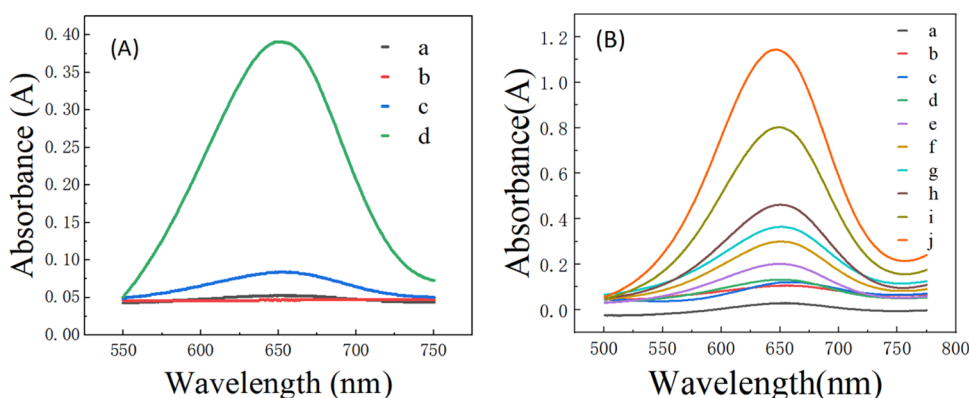 (A)
a
b
c
d
0.40
0.35
0.30
0.25
0.20
0.15
0.10
0.05
0.00
Absorbance (A)
550 600 650 700 750
Wavelength (nm)
(B)
a
b
c
d
e
f
g
h
i
j
1.2
1.0
0.8
0.6
0.4
0.2
0.0
Absorbance(A)
500 550 600 650 700 750 800
Wavelength(nm)